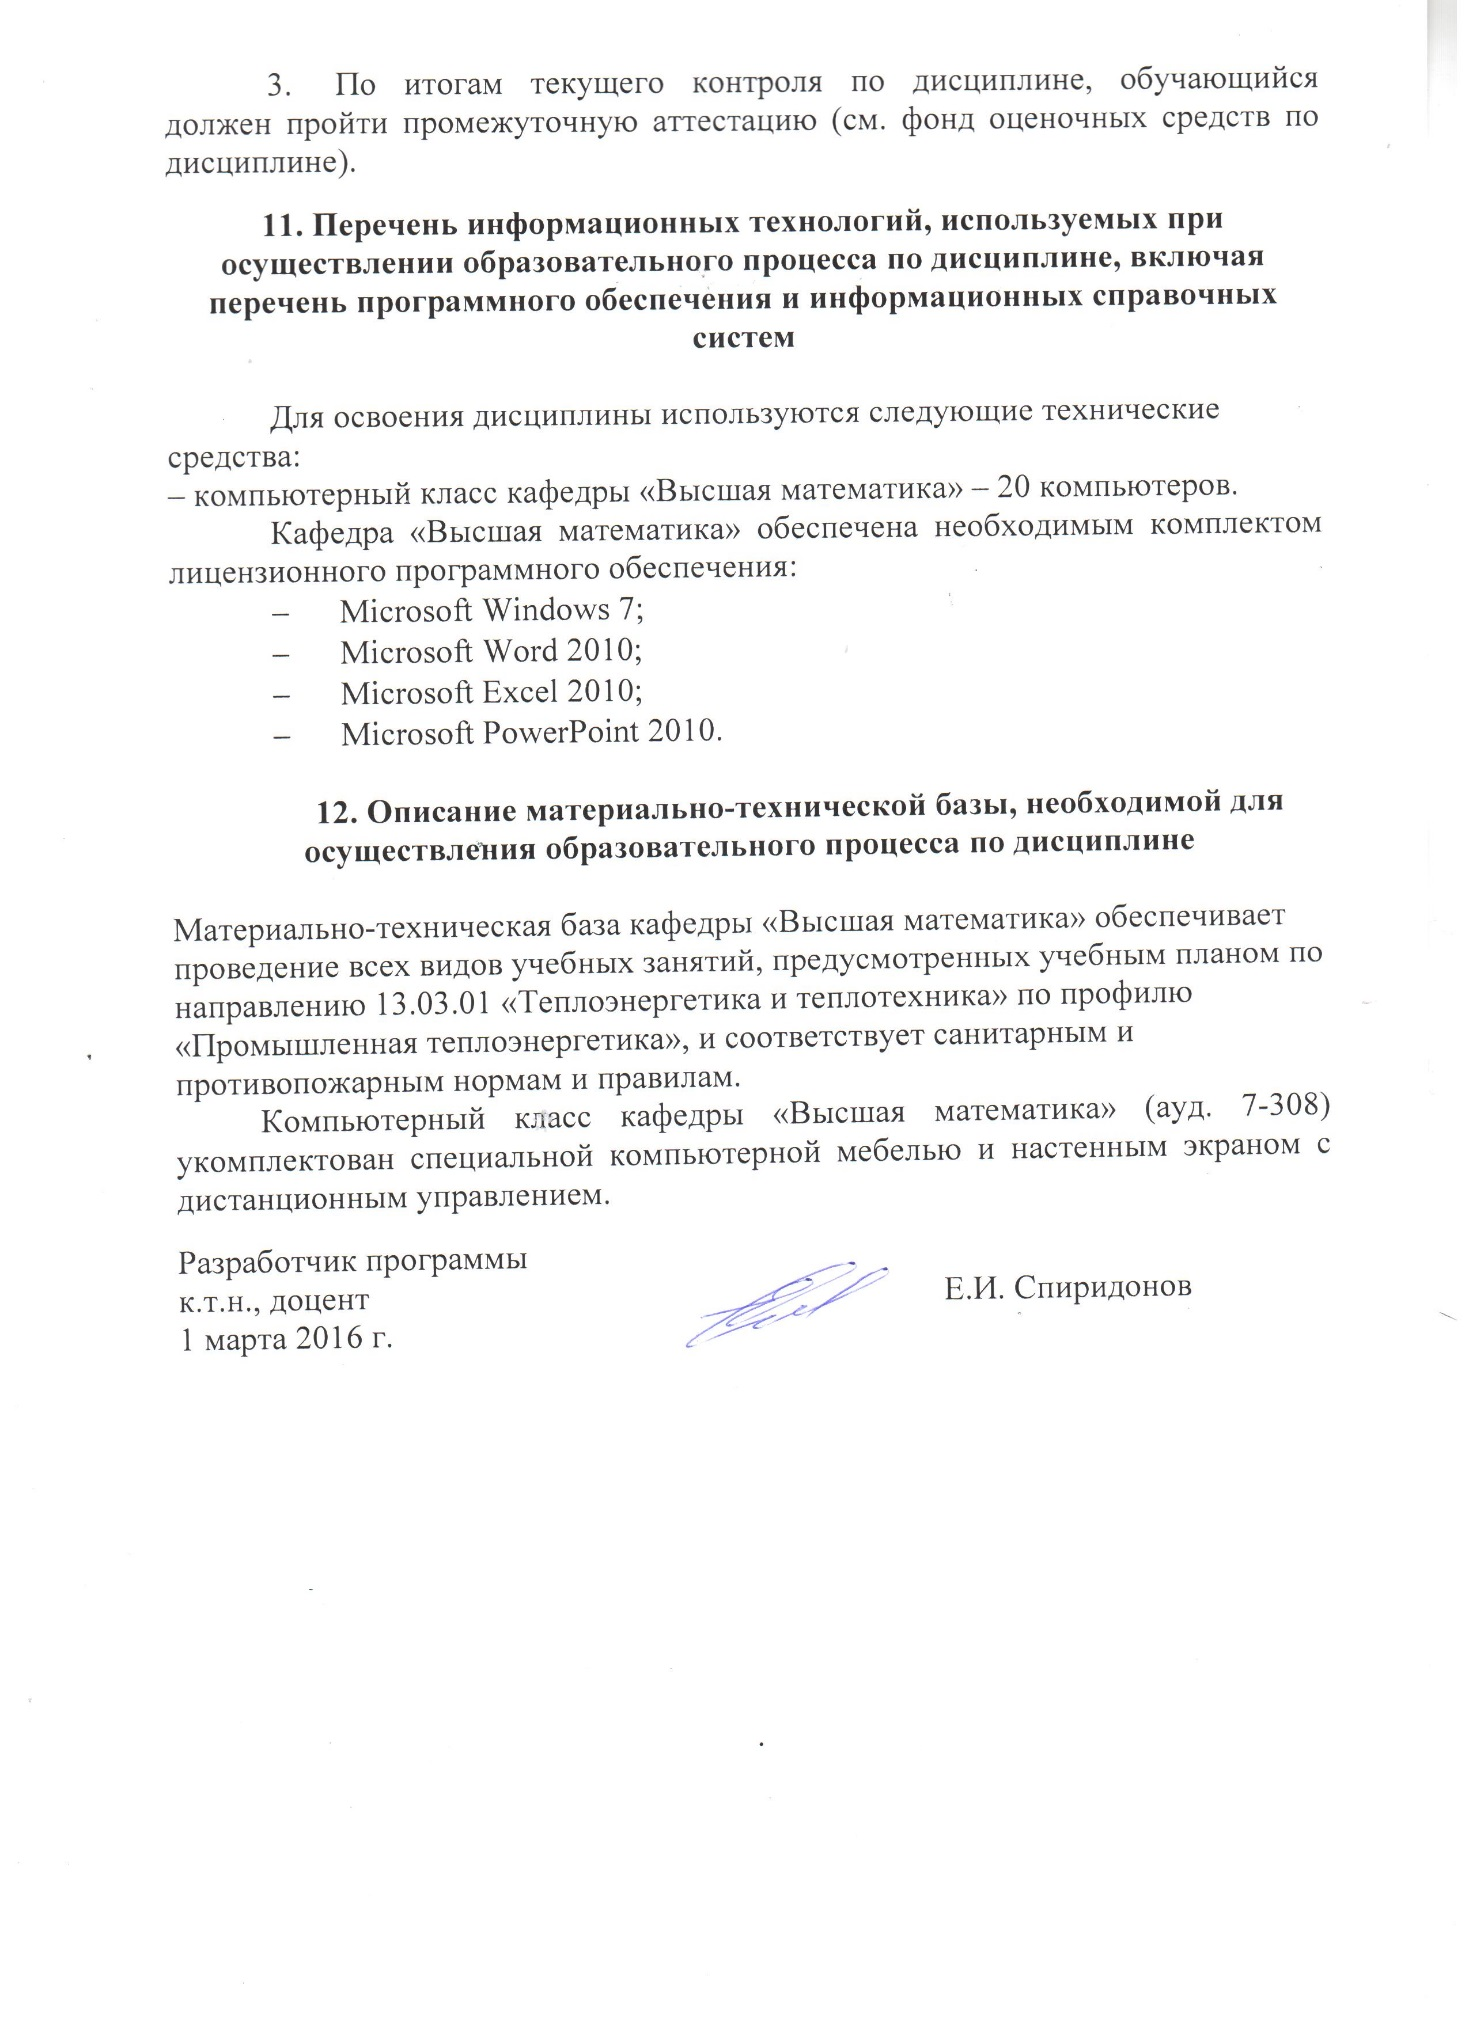 3. По итогам текущего контроля по дисциплине, обучающийся
должен пройти промежуточную аттестацию (см. фонд оценочных средств по
дисциплине).
11. Перечень информационных технологий, используемых при
осуществлении образовательного процесса по дисциплине, включая
перечень программного обеспечения и информационных справочных
систем
Для освоения дисциплины используются следующие технические
средства:
– компьютерный класс кафедры «Высшая математика» – 20 компьютеров.
Кафедра «Высшая математика» обеспечена необходимым комплектом
лицензионного программного обеспечения:
– Microsoft Windows 7;
– Microsoft Word 2010;
– Microsoft Excel 2010;
– Microsoft PowerPoint 2010.
12. Описание материально-технической базы, необходимой для
осуществления образовательного процесса по дисциплине
Материально-техническая база кафедры «Высшая математика» обеспечивает
проведение всех видов учебных занятий, предусмотренных учебным планом по
направлению 13.03.01 «Теплоэнергетика и теплотехника» по профилю
«Промышленная теплоэнергетика», и соответствует санитарным и
противопожарным нормам и правилам.
Компьютерный класс кафедры «Высшая математика» (ауд. 7-308)
укомплектован специальной компьютерной мебелью и настенным экраном с
дистанционным управлением.
Разработчик программы
к.т.н., доцент
Е.И. Спиридонов
1 марта 2016 г.